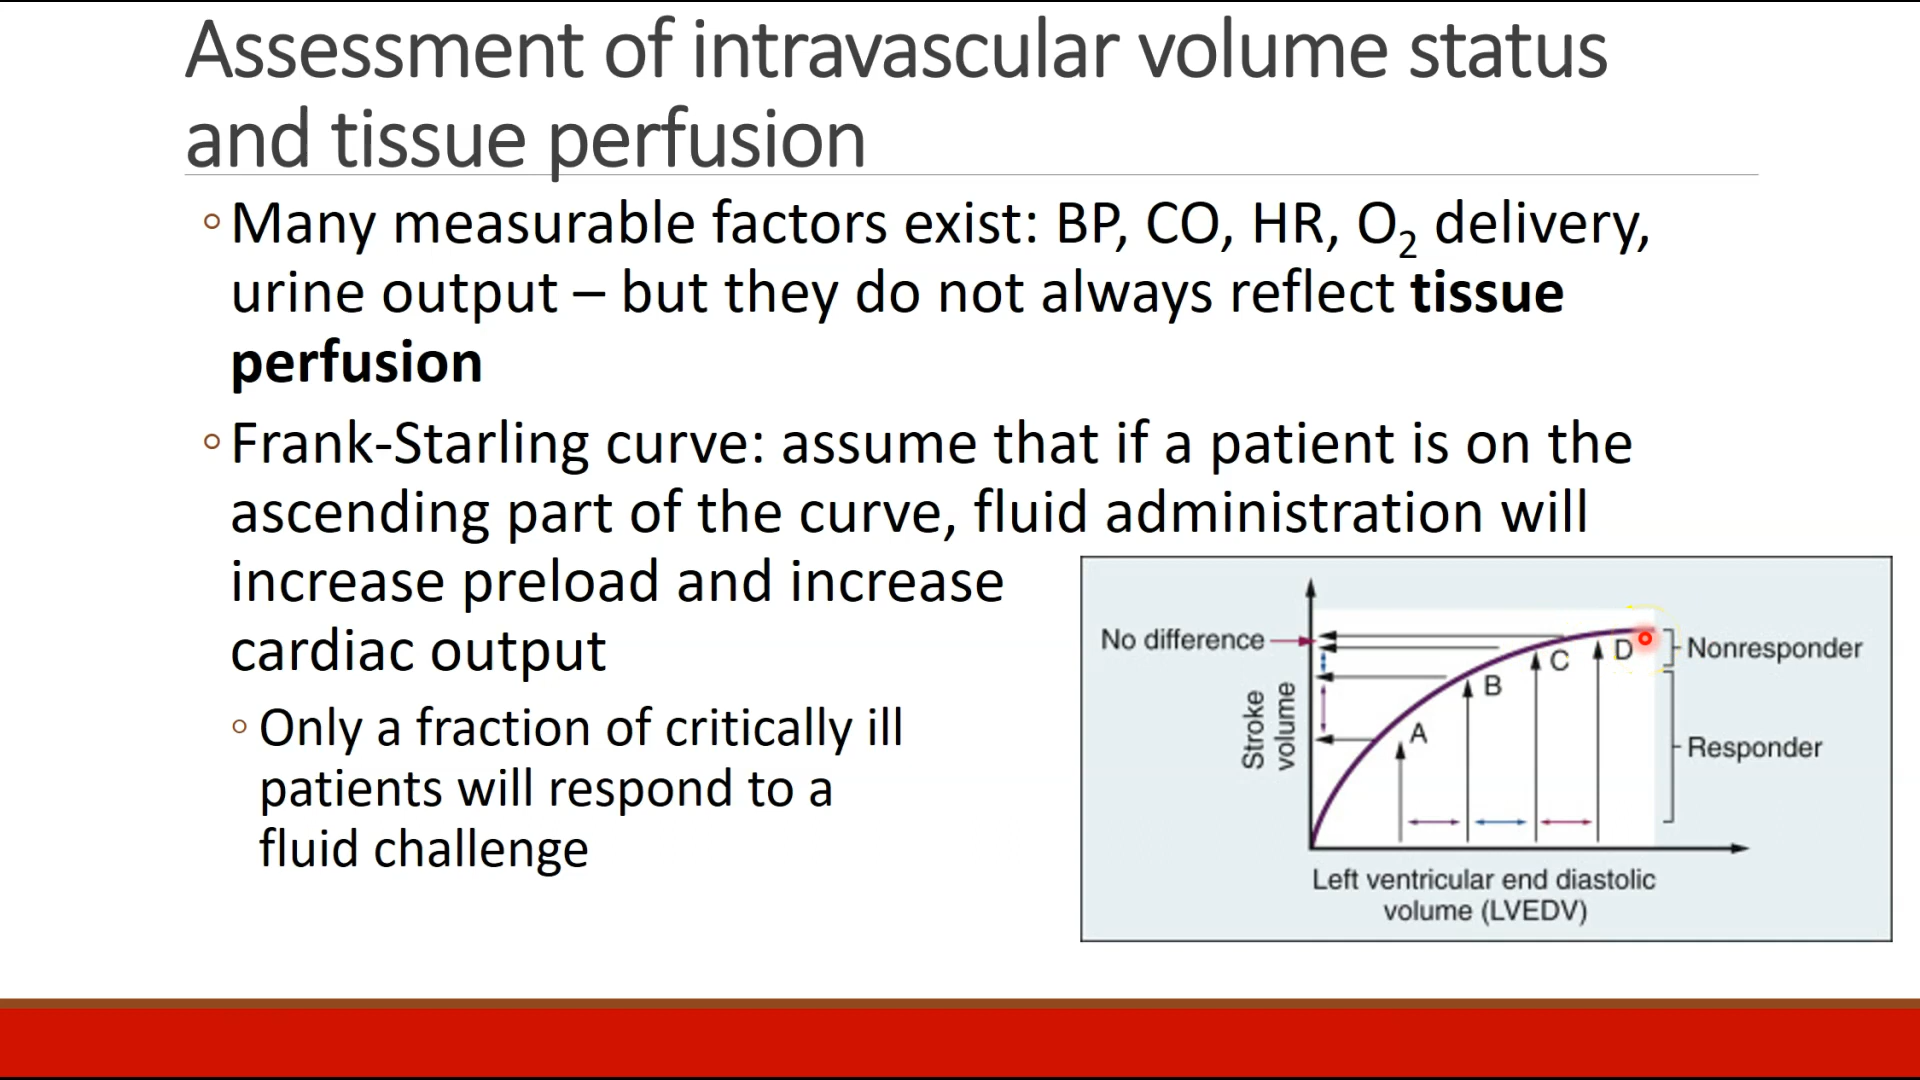 Assessment of intravascular volume status
and tissue perfusion
◦Many measurable factors exist: BP, CO, HR, O₂ delivery,
urine output – but they do not always reflect tissue
perfusion
◦Frank-Starling curve: assume that if a patient is on the
ascending part of the curve, fluid administration will
increase preload and increase
cardiac output
◦Only a fraction of critically ill
patients will respond to a
fluid challenge
No difference
Stroke
volume
A
B
C
D
Nonresponder
Responder
Left ventricular end diastolic
volume (LVEDV)